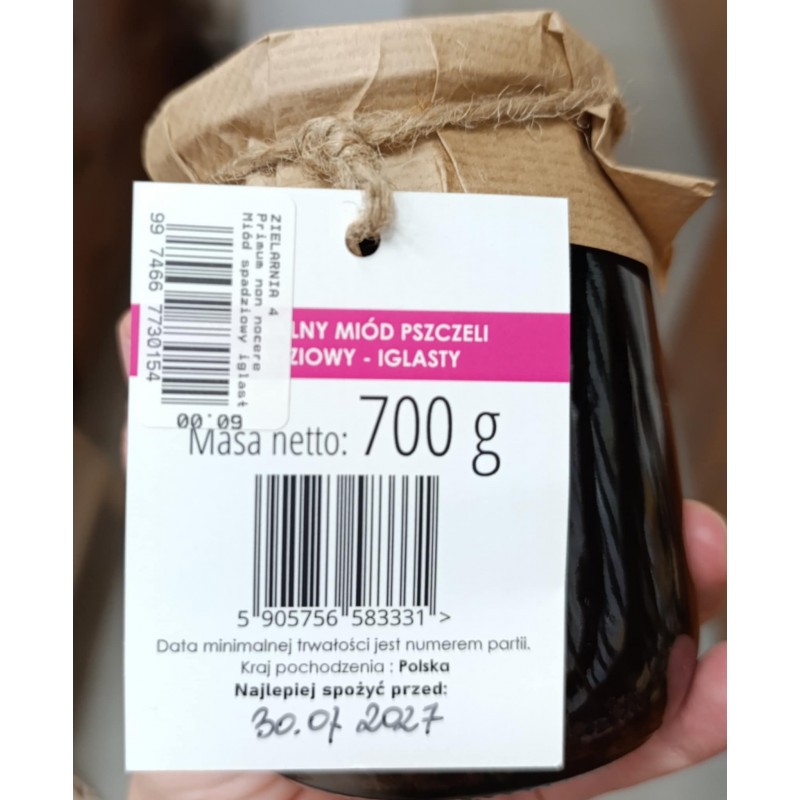 ZIELARNIA 4
Primum non nocere
Miód spadziowy iglast
99 7466 7730154
60.00
LNY MIÓD PSZCZELI
ZIOWY - IGLASTY
Masa netto: 700 g
5 905756 583331 >
Data minimalnej trwałości jest numerem partii.
Kraj pochodzenia : Polska
Najlepiej spożyć przed:
30.07 2027